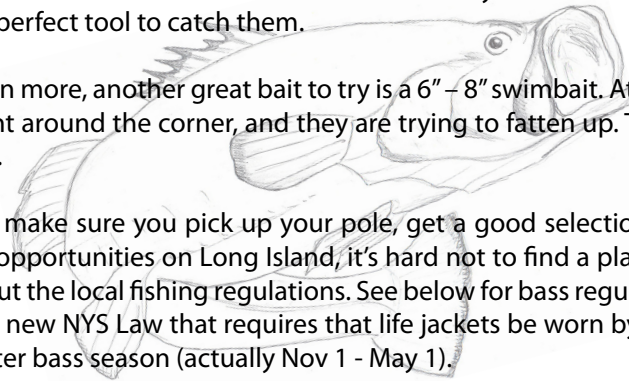 perfect tool to catch them.
n more, another great bait to try is a 6” – 8” swimbait. At
nt around the corner, and they are trying to fatten up. T
.
make sure you pick up your pole, get a good selectio
opportunities on Long Island, it’s hard not to find a pla
ut the local fishing regulations. See below for bass regu
new NYS Law that requires that life jackets be worn by
ter bass season (actually Nov 1 - May 1).